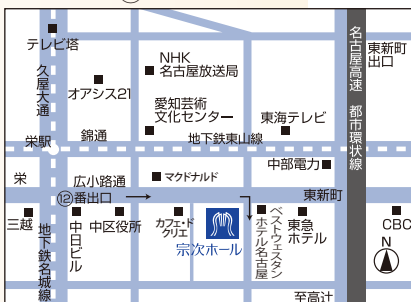 テレビ塔
久屋大通
オアシス21
NHK
名古屋放送局
愛知芸術
文化センター
東海テレビ
名古屋高速 都市環状線
東新町
出口
栄駅
錦通
地下鉄東山線
中部電力
栄
広小路通
マクドナルド
⑫番出口
東新町
三越
地下鉄名城線
中日ビル
中区役所
カフェ・ド
クリエ
宗次ホール
ベストウェスタン
ホテル名古屋
東急
ホテル
CBC
N
至高辻